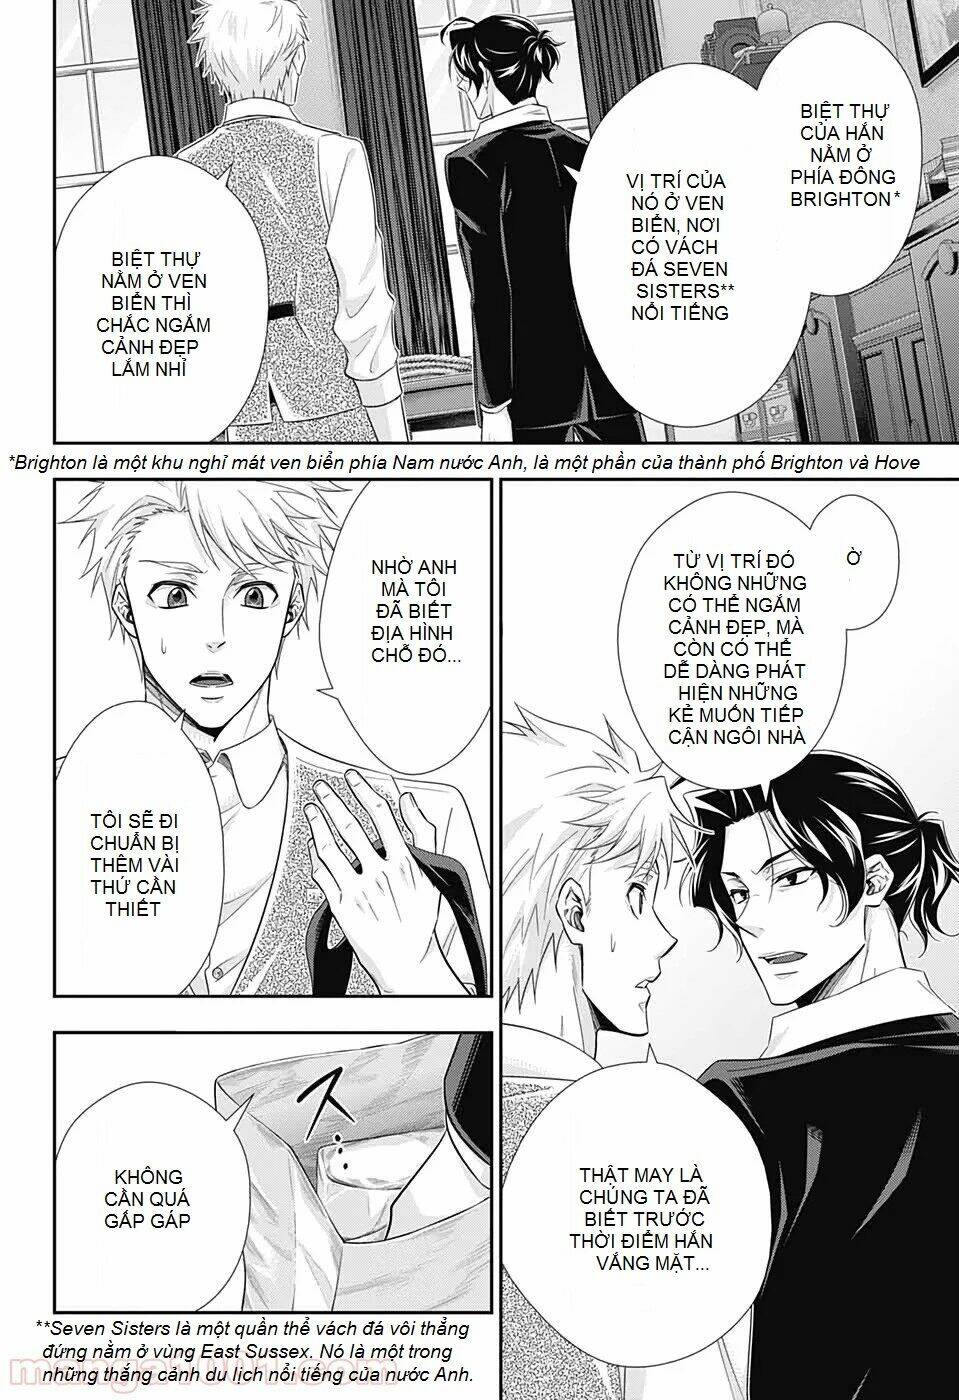 BIỆT THỰ
CỦA HẮN
NẰM Ở
PHÍA ĐÔNG
BRIGHTON*
VỊ TRÍ CỦA
NÓ Ở VEN
BIỂN, NƠI
CÓ VÁCH
ĐÁ SEVEN
SISTERS**
NỔI TIẾNG
BIỆT THỰ
NẰM Ở VEN
BIỂN THÌ
CHẮC NGẮM
CẢNH ĐẸP
LẮM NHỈ
*Brighton là một khu nghỉ mát ven biển phía Nam nước Anh, là một phần của thành phố Brighton và Hove
Ờ
TỪ VỊ TRÍ ĐÓ
KHÔNG NHỮNG
CÓ THỂ NGẮM
CẢNH ĐẸP, MÀ
CÒN CÓ THỂ
DỄ DÀNG PHÁT
HIỆN NHỮNG
KẺ MUỐN TIẾP
CẬN NGÔI NHÀ
THẬT MAY LÀ
CHÚNG TA ĐÃ
BIẾT TRƯỚC
THỜI ĐIỂM HẮN
VẮNG MẶT...
NHỜ ANH
MÀ TÔI
ĐÃ BIẾT
ĐỊA HÌNH
CHỖ ĐÓ...
TÔI SẼ ĐI
CHUẨN BỊ
THÊM VÀI
THỨ CẦN
THIẾT
ス…
KHÔNG
CẦN QUÁ
GẤP GÁP
**Seven Sisters là một quần thể vách đá vôi thẳng
đứng nằm ở vùng East Sussex. Nó là một trong
những thắng cảnh du lịch nổi tiếng của nước Anh.
manga1001.com